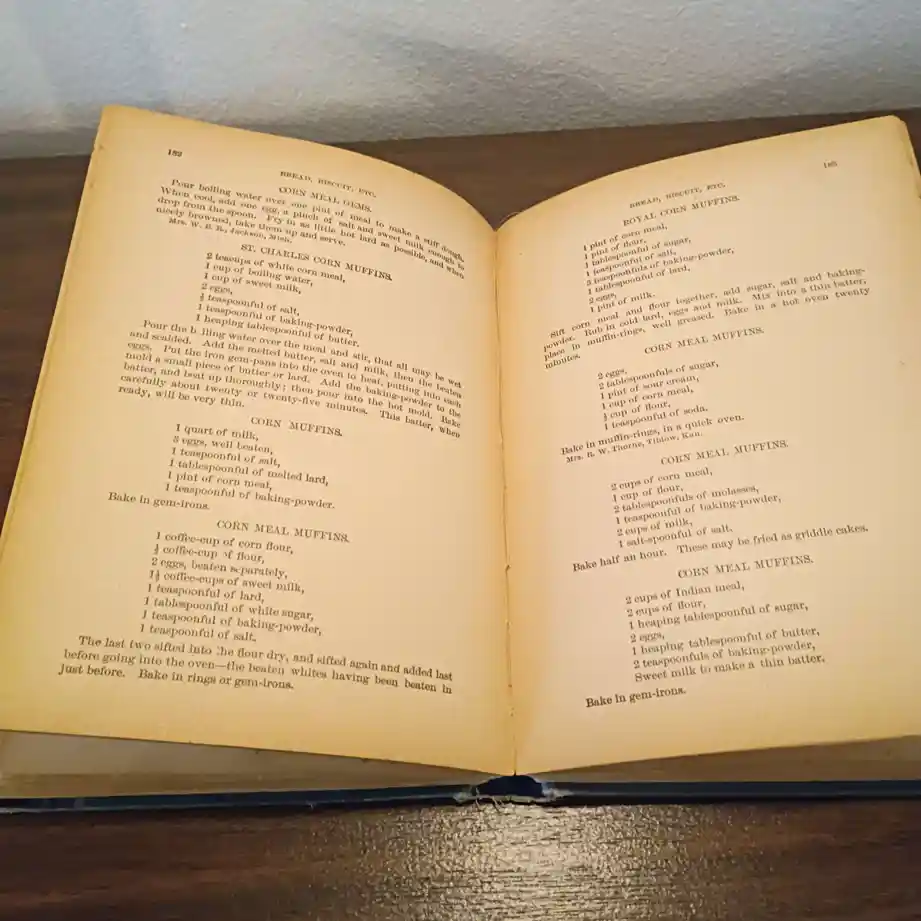 182
BREAD, BISCUIT, ETC.
CORN MEAL GEMS.
Pour boiling water over one pint of meal to make a stiff dough.
When cool, add one egg, a pinch of salt and sweet milk enough to
drop from the spoon. Fry in as little hot lard as possible, and when
nicely browned, take them up and serve.
Mrs. W. B. B., Jackson, Mich.
ST. CHARLES CORN MUFFINS.
2 teacups of white corn meal,
1 cup of boiling water,
1 cup of sweet milk,
2 eggs,
½ teaspoonful of salt,
1 teaspoonful of baking-powder,
1 heaping tablespoonful of butter.
Pour the b iling water over the meal and stir, that all may be wet
and scalded. Add the melted butter, salt and milk, then the beaten
eggs. Put the iron gem-pans into the oven to heat, putting into each
mold a small piece of butter or lard. Add the baking-powder to the
batter, and beat up thoroughly; then pour into the hot mold. Bake
carefully about twenty or twenty-five minutes. This batter, when
ready, will be very thin.
CORN MUFFINS.
1 quart of milk,
3 eggs, well beaten,
1 teaspoonful of salt,
1 tablespoonful of melted lard,
1 pint of corn meal,
1 teaspoonful of baking-powder.
Bake in gem-irons.
CORN MEAL MUFFINS.
1 coffee-cup of corn flour,
½ coffee-cup of flour,
2 eggs, beaten separately,
1½ coffee-cups of sweet milk,
1 teaspoonful of lard,
1 tablespoonful of white sugar,
1 teaspoonful of baking-powder,
1 teaspoonful of salt.
The last two sifted into the flour dry, and sifted again and added last
before going into the oven—the beaten whites having been beaten in
just before. Bake in rings or gem-irons.
BREAD, BISCUIT, ETC.
ROYAL CORN MUFFINS.
1 pint of corn meal,
1 pint of flour,
1 tablespoonful of sugar,
1 teaspoonful of salt,
3 teaspoonfuls of baking-powder,
1 tablespoonful of lard,
2 eggs,
1 pint of milk.
Sift corn meal and flour together, add sugar, salt and baking-
powder. Rub in cold lard, eggs and milk. Mix into a thin batter,
place in muffin-rings, well greased. Bake in a hot oven twenty
minutes.
CORN MEAL MUFFINS.
2 eggs,
2 tablespoonfuls of sugar,
1 pint of sour cream,
1 cup of corn meal,
½ cup of flour,
1 teaspoonful of soda.
Bake in muffin-rings, in a quick oven.
Mrs. B. W. Thorne, Tiblow, Kan.
CORN MEAL MUFFINS.
2 cups of corn meal,
cup of flour,
2 tablespoonfuls of molasses,
1 teaspoonful of baking-powder,
2 cups of milk,
1 salt-spoonful of salt.
Bake half an hour. These may be fried as griddle cakes.
CORN MEAL MUFFINS.
2 cups of Indian meal,
2 cups of flour,
1 heaping tablespoonful of sugar,
2 eggs,
1 heaping tablespoonful of butter,
2 teaspoonfuls of baking-powder,
Sweet milk to make a thin batter.
Bake in gem-irons.